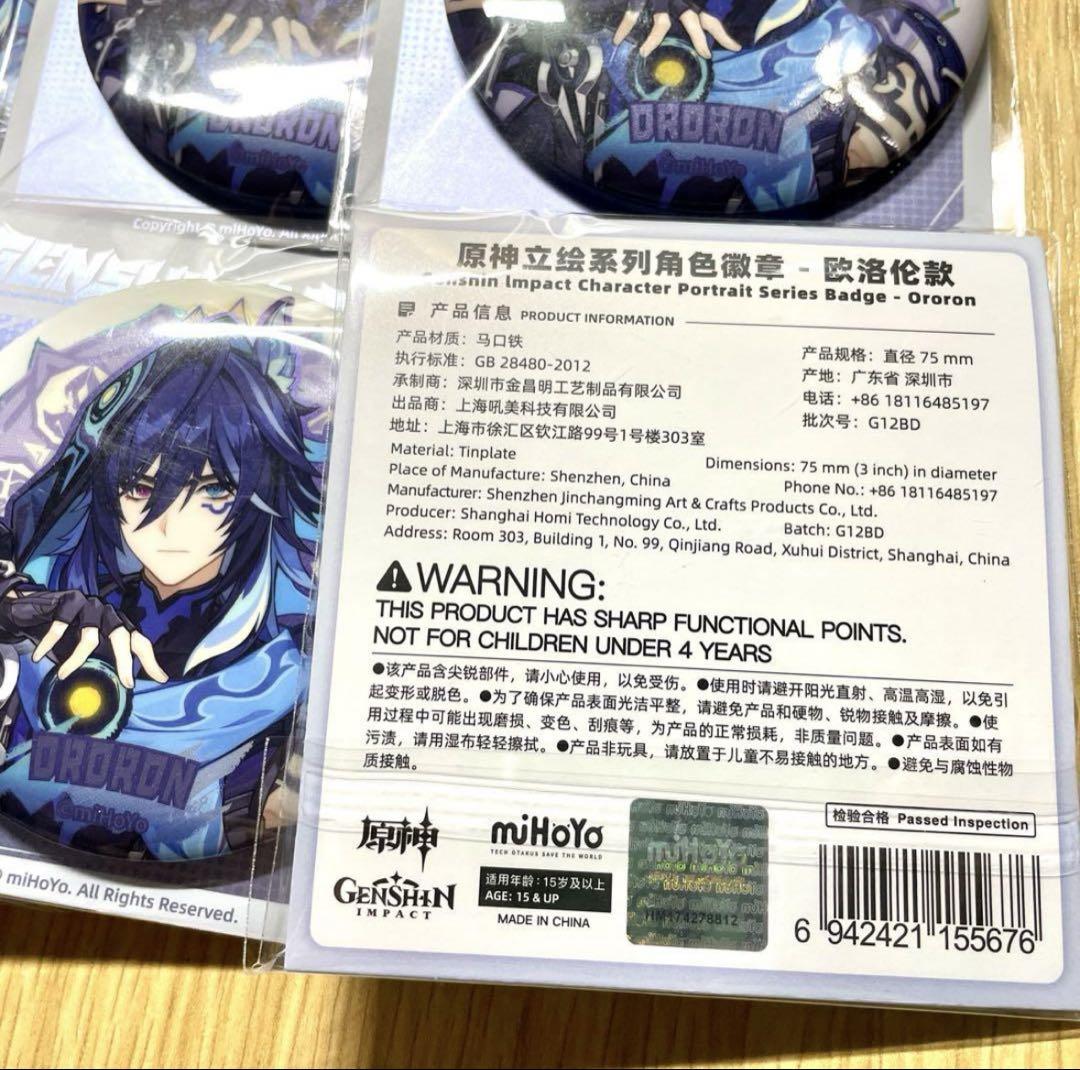 ORORON
©miHoYo
ORORON
©miHoYo
Copyright © miHoYo. All
GENSHIN
ORORON
©miHoYo
© miHoYo. All Rights Reserved.
原神立绘系列角色徽章 - 欧洛伦款
Genshin Impact Character Portrait Series Badge - Ororon
产品信息 PRODUCT INFORMATION
产品材质：马口铁
产品规格：直径 75 mm
执行标准：GB 28480-2012
产地：广东省 深圳市
承制商：深圳市金昌明工艺制品有限公司
电话：+86 18116485197
出品商：上海吼美科技有限公司
批次号：G12BD
地址：上海市徐汇区钦江路99号1号楼303室
Material: Tinplate
Dimensions: 75 mm (3 inch) in diameter
Place of Manufacture: Shenzhen, China
Phone No.: +86 18116485197
Manufacturer: Shenzhen Jinchangming Art & Crafts Products Co., Ltd.
Producer: Shanghai Homi Technology Co., Ltd.
Batch: G12BD
Address: Room 303, Building 1, No. 99, Qinjiang Road, Xuhui District, Shanghai, China
WARNING:
THIS PRODUCT HAS SHARP FUNCTIONAL POINTS.
NOT FOR CHILDREN UNDER 4 YEARS
●该产品含尖锐部件，请小心使用，以免受伤。●使用时请避开阳光直射、高温高湿，以免引
起变形或脱色。●为了确保产品表面光洁平整，请避免产品和硬物、锐物接触及摩擦。●使
用过程中可能出现磨损、变色、刮痕等，为产品的正常损耗，非质量问题。●产品表面如有
污渍，请用湿布轻轻擦拭。●产品非玩具，请放置于儿童不易接触的地方。●避免与腐蚀性物
质接触。
原神
GENSHIN
IMPACT
miHoYo
TECH OTAKUS SAVE THE WORLD
适用年龄：15岁及以上
AGE: 15 & UP
MADE IN CHINA
miHoYo
HM174278812
检验合格 Passed Inspection
6 942421 155676